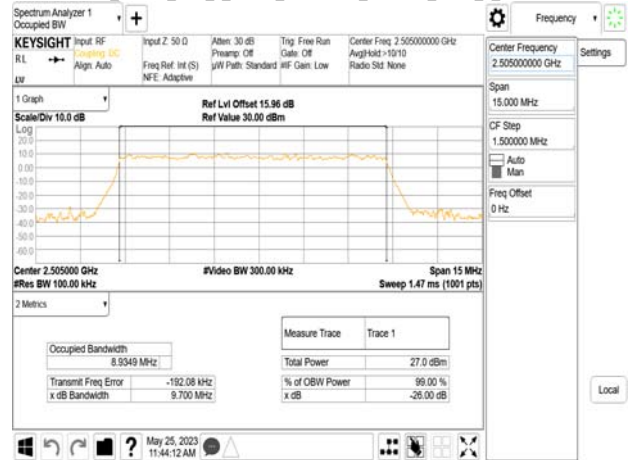 Spectrum Analyzer 1
Occupied BW
Frequency
KEYSIGHT
Input: RF
Coupling: DC
Align: Auto
Input Z: 50 Ω
Freq Ref: Int (S)
NFE: Adaptive
Atten: 30 dB
Preamp: Off
µW Path: Standard
Trig: Free Run
Gate: Off
#IF Gain: Low
Center Freq: 2.505000000 GHz
Avg|Hold:>10/10
Radio Std: None
RL
Center Frequency
2.505000000 GHz
Settings
Span
15.000 MHz
CF Step
1.500000 MHz
Auto
Man
Freq Offset
0 Hz
Local
1 Graph
Scale/Div 10.0 dB
Ref Lvl Offset 15.96 dB
Ref Value 30.00 dBm
Log
20.0
10.0
0.00
-10.0
-20.0
-30.0
-40.0
-50.0
-60.0
Center 2.505000 GHz
#Video BW 300.00 kHz
Span 15 MHz
#Res BW 100.00 kHz
Sweep 1.47 ms (1001 pts)
2 Metrics
Measure Trace
Trace 1
Occupied Bandwidth
8.9349 MHz
Total Power
27.0 dBm
Transmit Freq Error
-192.08 kHz
% of OBW Power
99.00 %
x dB Bandwidth
9.700 MHz
x dB
-26.00 dB
May 25, 2023
11:44:12 AM